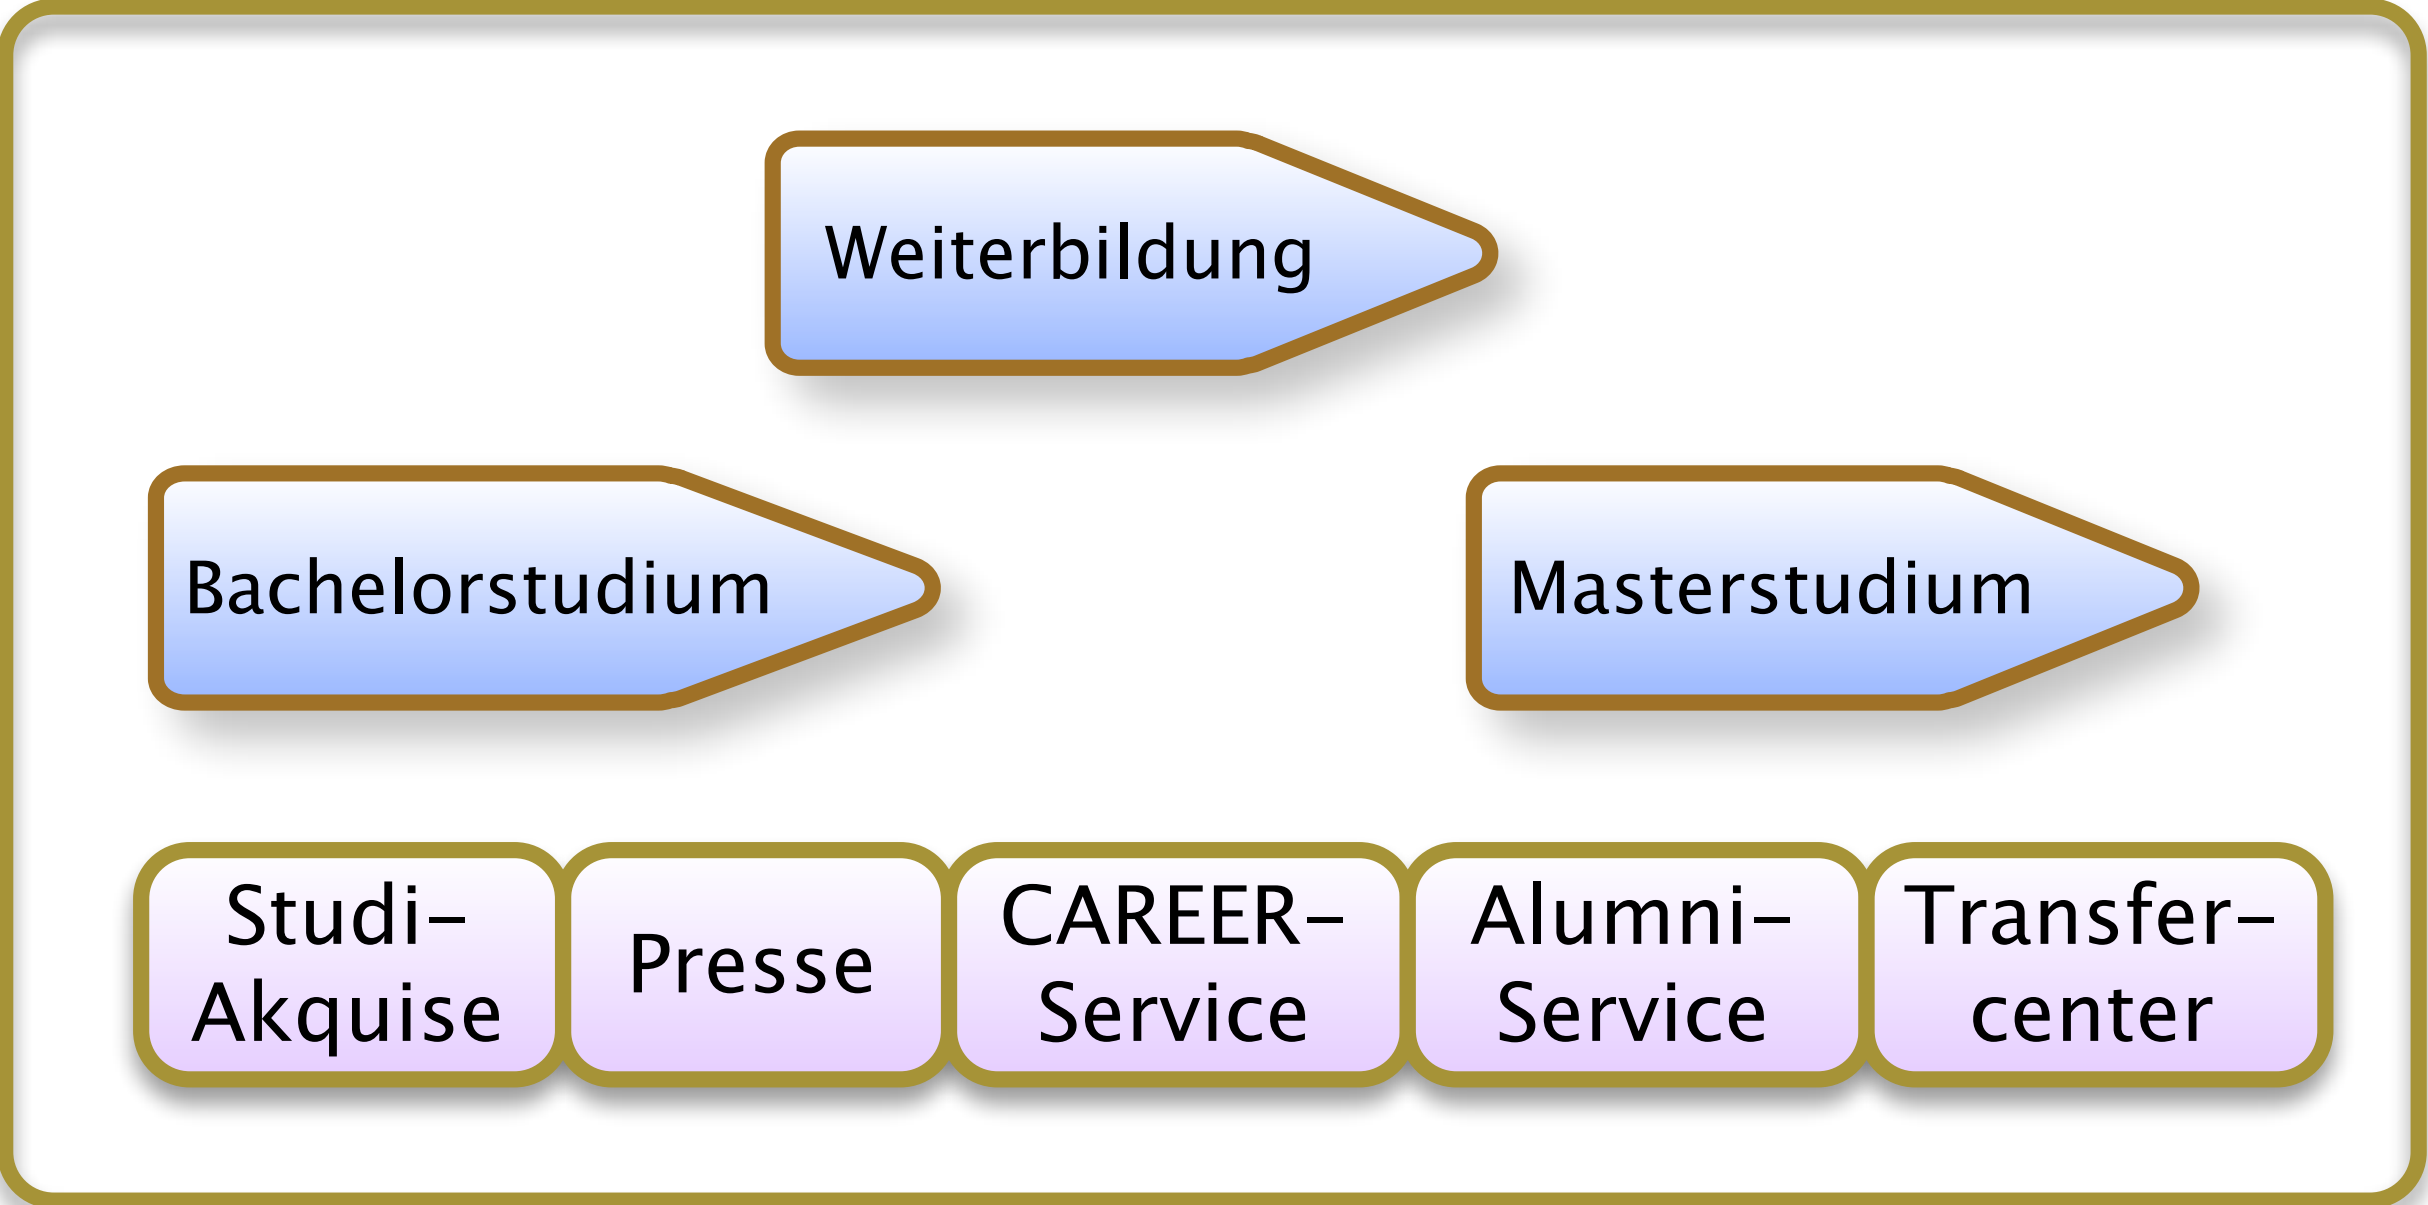 Weiterbildung
Bachelorstudium
Masterstudium
Studi-
Akquise
Presse
CAREER-
Service
Alumni-
Service
Transfer-
center